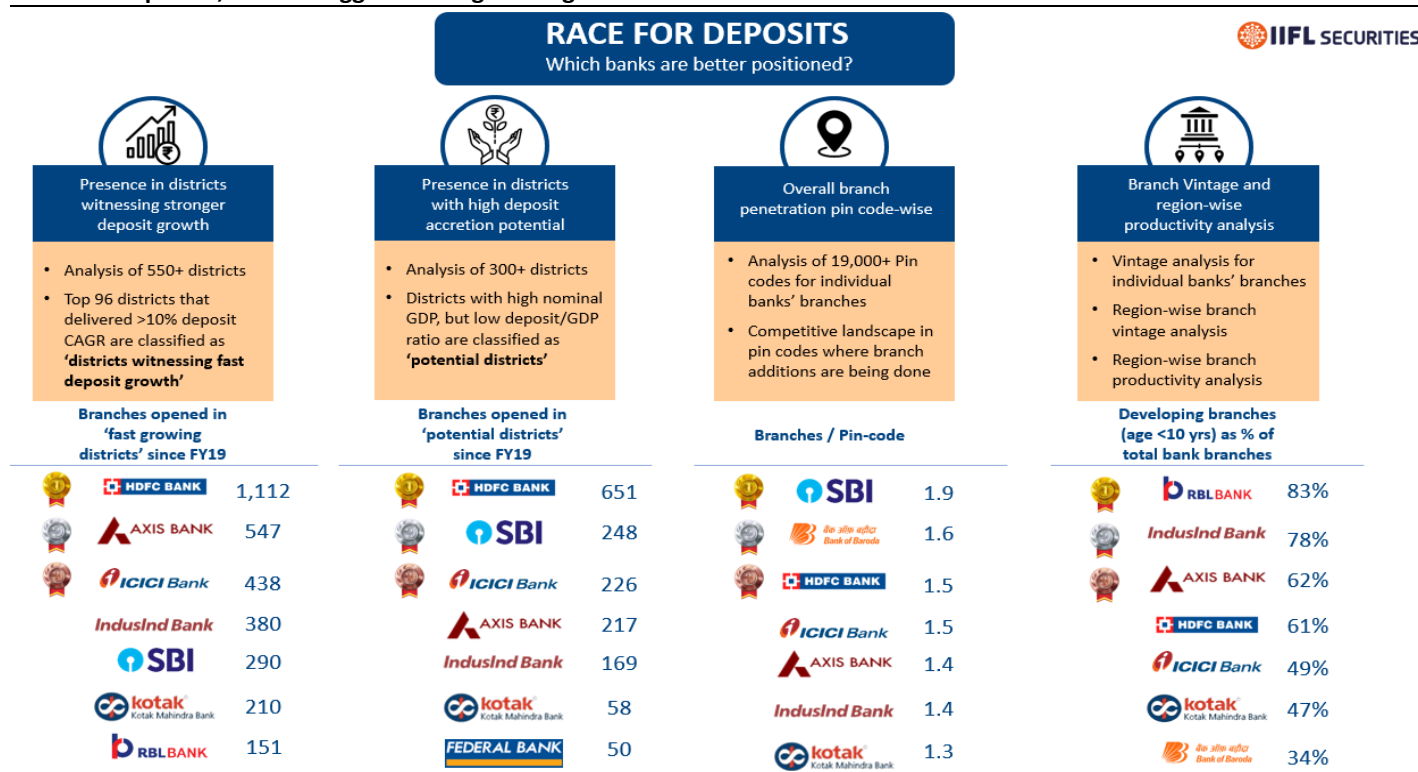 RACE FOR DEPOSITS
Which banks are better positioned?
IIFL SECURITIES
Presence in districts
witnessing stronger
deposit growth
• Analysis of 550+ districts
• Top 96 districts that
delivered >10% deposit
CAGR are classified as
‘districts witnessing fast
deposit growth’
Branches opened in
‘fast growing
districts’ since FY19
1 HDFC BANK 1,112
AXIS BANK 547
ICICI Bank 438
IndusInd Bank 380
SBI 290
kotak 210
Kotak Mahindra Bank
RBL BANK 151
Presence in districts
with high deposit
accretion potential
• Analysis of 300+ districts
• Districts with high nominal
GDP, but low deposit/GDP
ratio are classified as
‘potential districts’
Branches opened in
‘potential districts’
since FY19
1 HDFC BANK 651
SBI 248
ICICI Bank 226
AXIS BANK 217
IndusInd Bank 169
kotak 58
Kotak Mahindra Bank
FEDERAL BANK 50
Overall branch
penetration pin code-wise
• Analysis of 19,000+ Pin
codes for individual
banks’ branches
• Competitive landscape in
pin codes where branch
additions are being done
Branches / Pin-code
1 SBI 1.9
बैंक ऑफ़ बड़ौदा
Bank of Baroda 1.6
HDFC BANK 1.5
ICICI Bank 1.5
AXIS BANK 1.4
IndusInd Bank 1.4
kotak 1.3
Kotak Mahindra Bank
Branch Vintage and
region-wise
productivity analysis
• Vintage analysis for
individual banks’ branches
• Region-wise branch
vintage analysis
• Region-wise branch
productivity analysis
Developing branches
(age <10 yrs) as % of
total bank branches
1 RBL BANK 83%
IndusInd Bank 78%
AXIS BANK 62%
HDFC BANK 61%
ICICI Bank 49%
kotak 47%
Kotak Mahindra Bank
बैंक ऑफ़ बड़ौदा
Bank of Baroda 34%